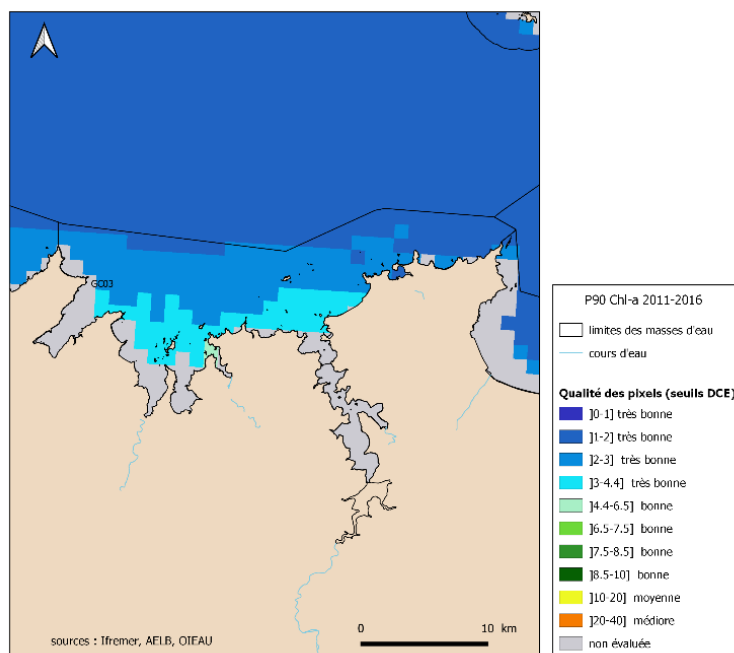 GC03
sources : Ifremer, AELB, OIEAU
0 10 km
P90 Chl-a 2011-2016
limites des masses d'eau
cours d'eau
Qualité des pixels (seuils DCE)
]0-1] très bonne
]1-2] très bonne
]2-3] très bonne
]3-4.4] très bonne
]4.4-6.5] bonne
]6.5-7.5] bonne
]7.5-8.5] bonne
]8.5-10] bonne
]10-20] moyenne
]20-40] médiore
non évaluée